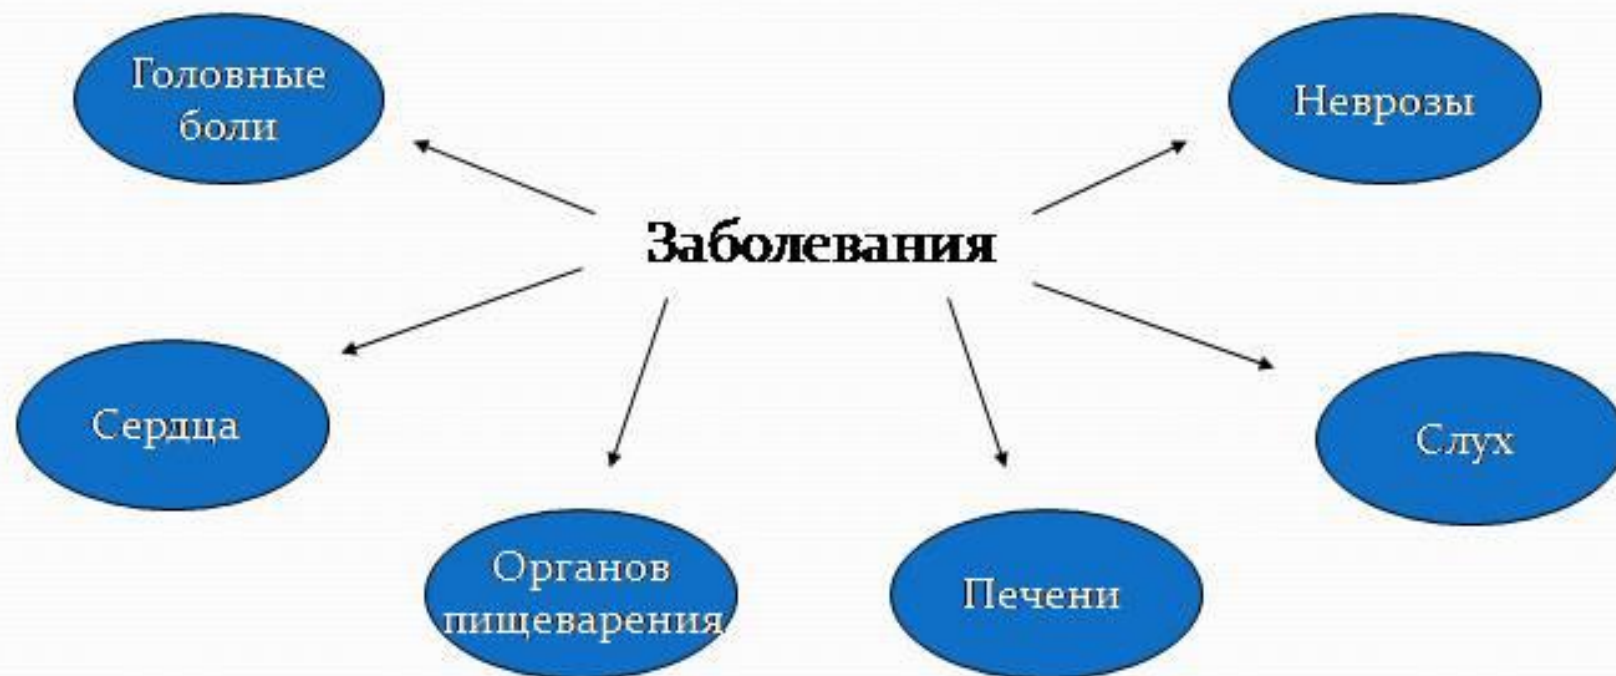 Головные
боли
Неврозы
Заболевания
Сердца
Слух
Органов
пищеварения
Печени